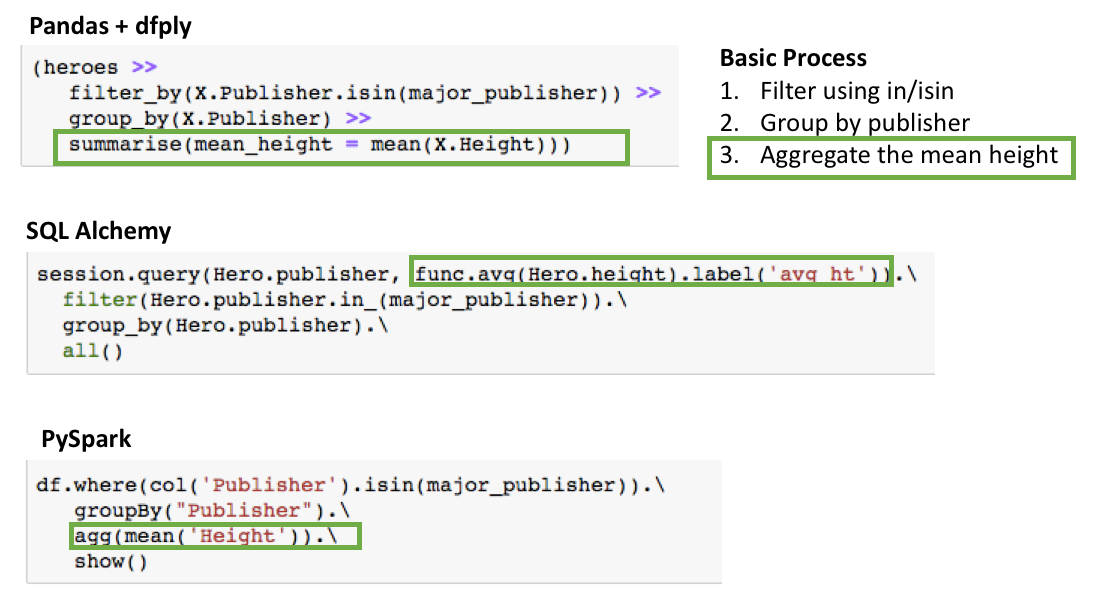 Pandas + dfply
(heroes >>
filter_by(X.Publisher.isin(major_publisher)) >>
group_by(X.Publisher) >>
summarise(mean_height = mean(X.Height)))
Basic Process
1. Filter using in/isin
2. Group by publisher
3. Aggregate the mean height
SQL Alchemy
session.query(Hero.publisher, func.avg(Hero.height).label('avg_ht')).\
filter(Hero.publisher.in_(major_publisher)).\
group_by(Hero.publisher).\
all()
PySpark
df.where(col('Publisher').isin(major_publisher)).\
groupBy("Publisher").\
agg(mean('Height')).\
show()